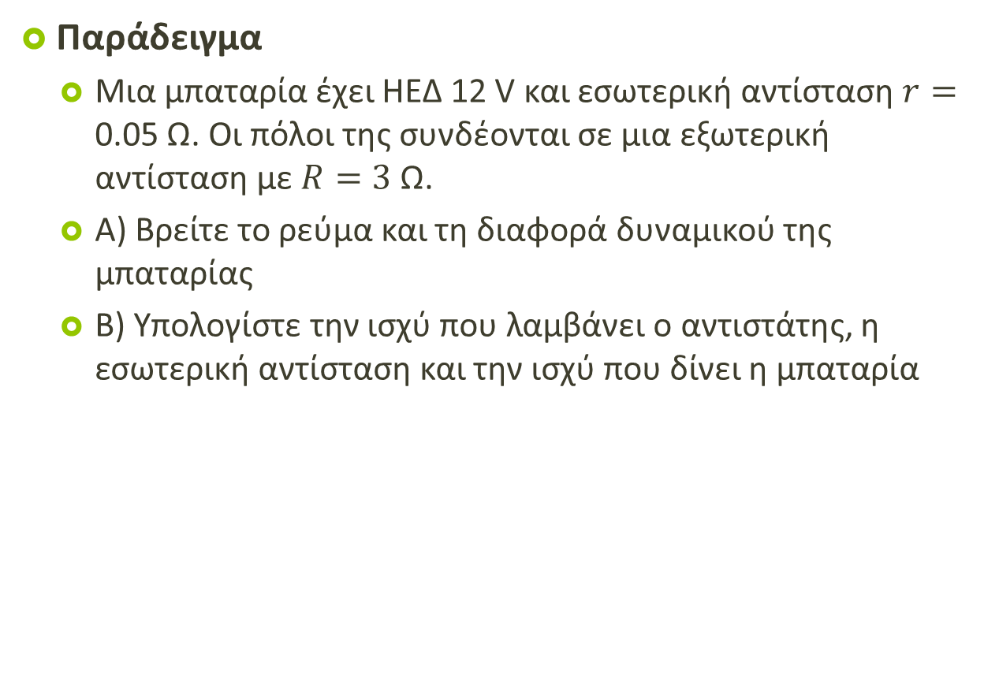 Παράδειγμα
Μια μπαταρία έχει ΗΕΔ 12 V και εσωτερική αντίσταση 𝑟 =
0.05 Ω. Οι πόλοι της συνδέονται σε μια εξωτερική
αντίσταση με 𝑅 = 3 Ω.
Α) Βρείτε το ρεύμα και τη διαφορά δυναμικού της
μπαταρίας
Β) Υπολογίστε την ισχύ που λαμβάνει ο αντιστάτης, η
εσωτερική αντίσταση και την ισχύ που δίνει η μπαταρία